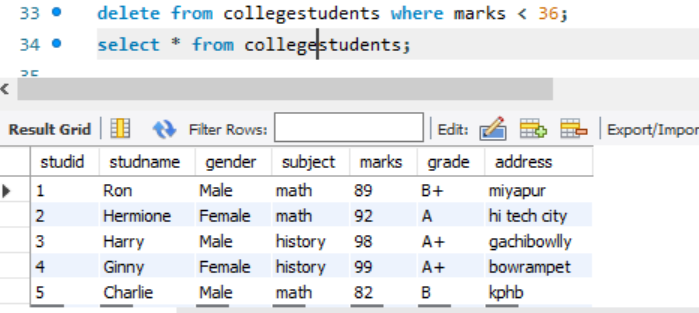 33 delete from collegestudents where marks < 36;
34 select * from collegestudents;
35
Result Grid Filter Rows: Edit: Export/Impor
studid studname gender subject marks grade address
1 Ron Male math 89 B+ miyapur
2 Hermione Female math 92 A hi tech city
3 Harry Male history 98 A+ gachibowlly
4 Ginny Female history 99 A+ bowrampet
5 Charlie Male math 82 B kphb